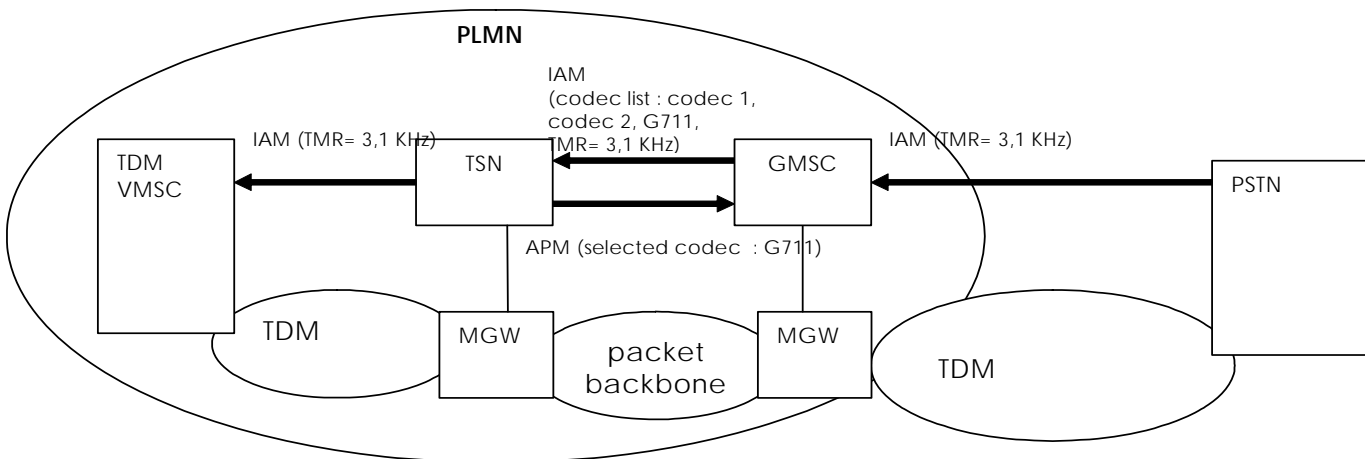 PLMN
IAM
(codec list : codec 1,
codec 2, G711,
TMR= 3,1 KHz)
IAM (TMR= 3,1 KHz)
IAM (TMR= 3,1 KHz)
TDM
VMSC
TSN
GMSC
PSTN
APM (selected codec : G711)
TDM
MGW
packet
backbone
MGW
TDM